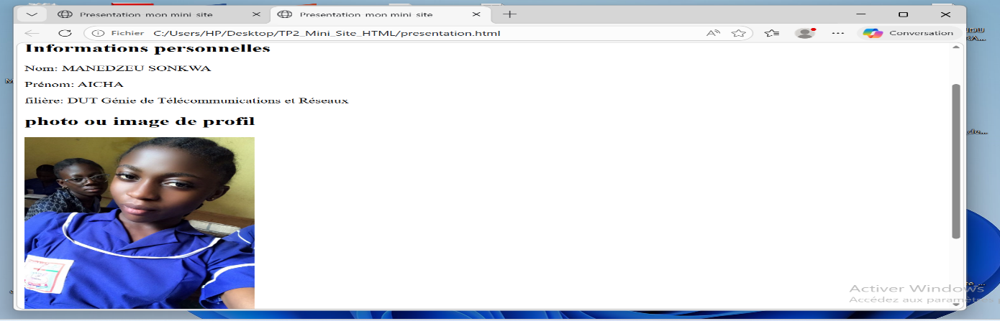 Presentation mon mini site
Presentation mon mini site
Fichier C:/Users/HP/Desktop/TP2_Mini_Site_HTML/presentation.html
Conversation
Informations personnelles
Nom: MANEDZEU SONKWA
Prénom: AICHA
filière: DUT Génie de Télécommunications et Réseaux
photo ou image de profil
Activer Windows
Accédez aux paramètres